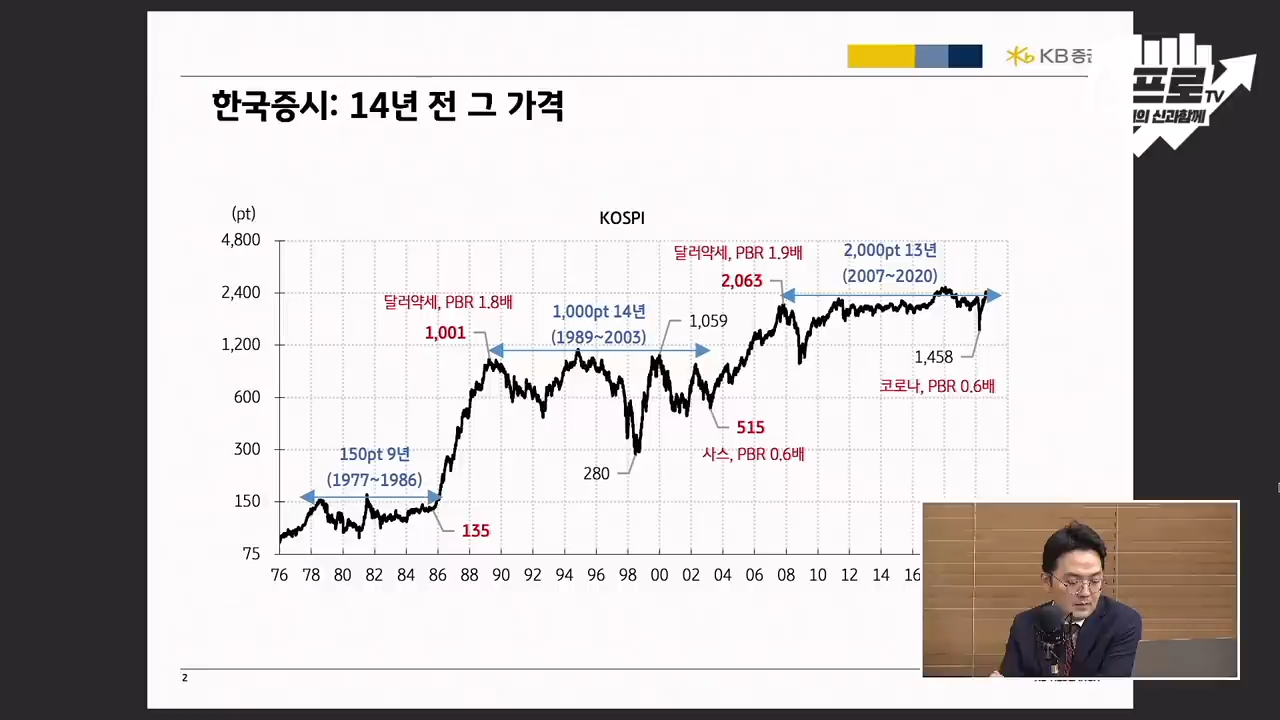 KB증권
프로TV
의 신과함께
한국증시: 14년 전 그 가격
(pt)
KOSPI
4,800
2,400
1,200
600
300
150
75
달러약세, PBR 1.9배
2,063
2,000pt 13년
(2007~2020)
달러약세, PBR 1.8배
1,001
1,000pt 14년
(1989~2003)
1,059
1,458
코로나, PBR 0.6배
515
사스, PBR 0.6배
280
150pt 9년
(1977~1986)
135
76 78 80 82 84 86 88 90 92 94 96 98 00 02 04 06 08 10 12 14 16
2